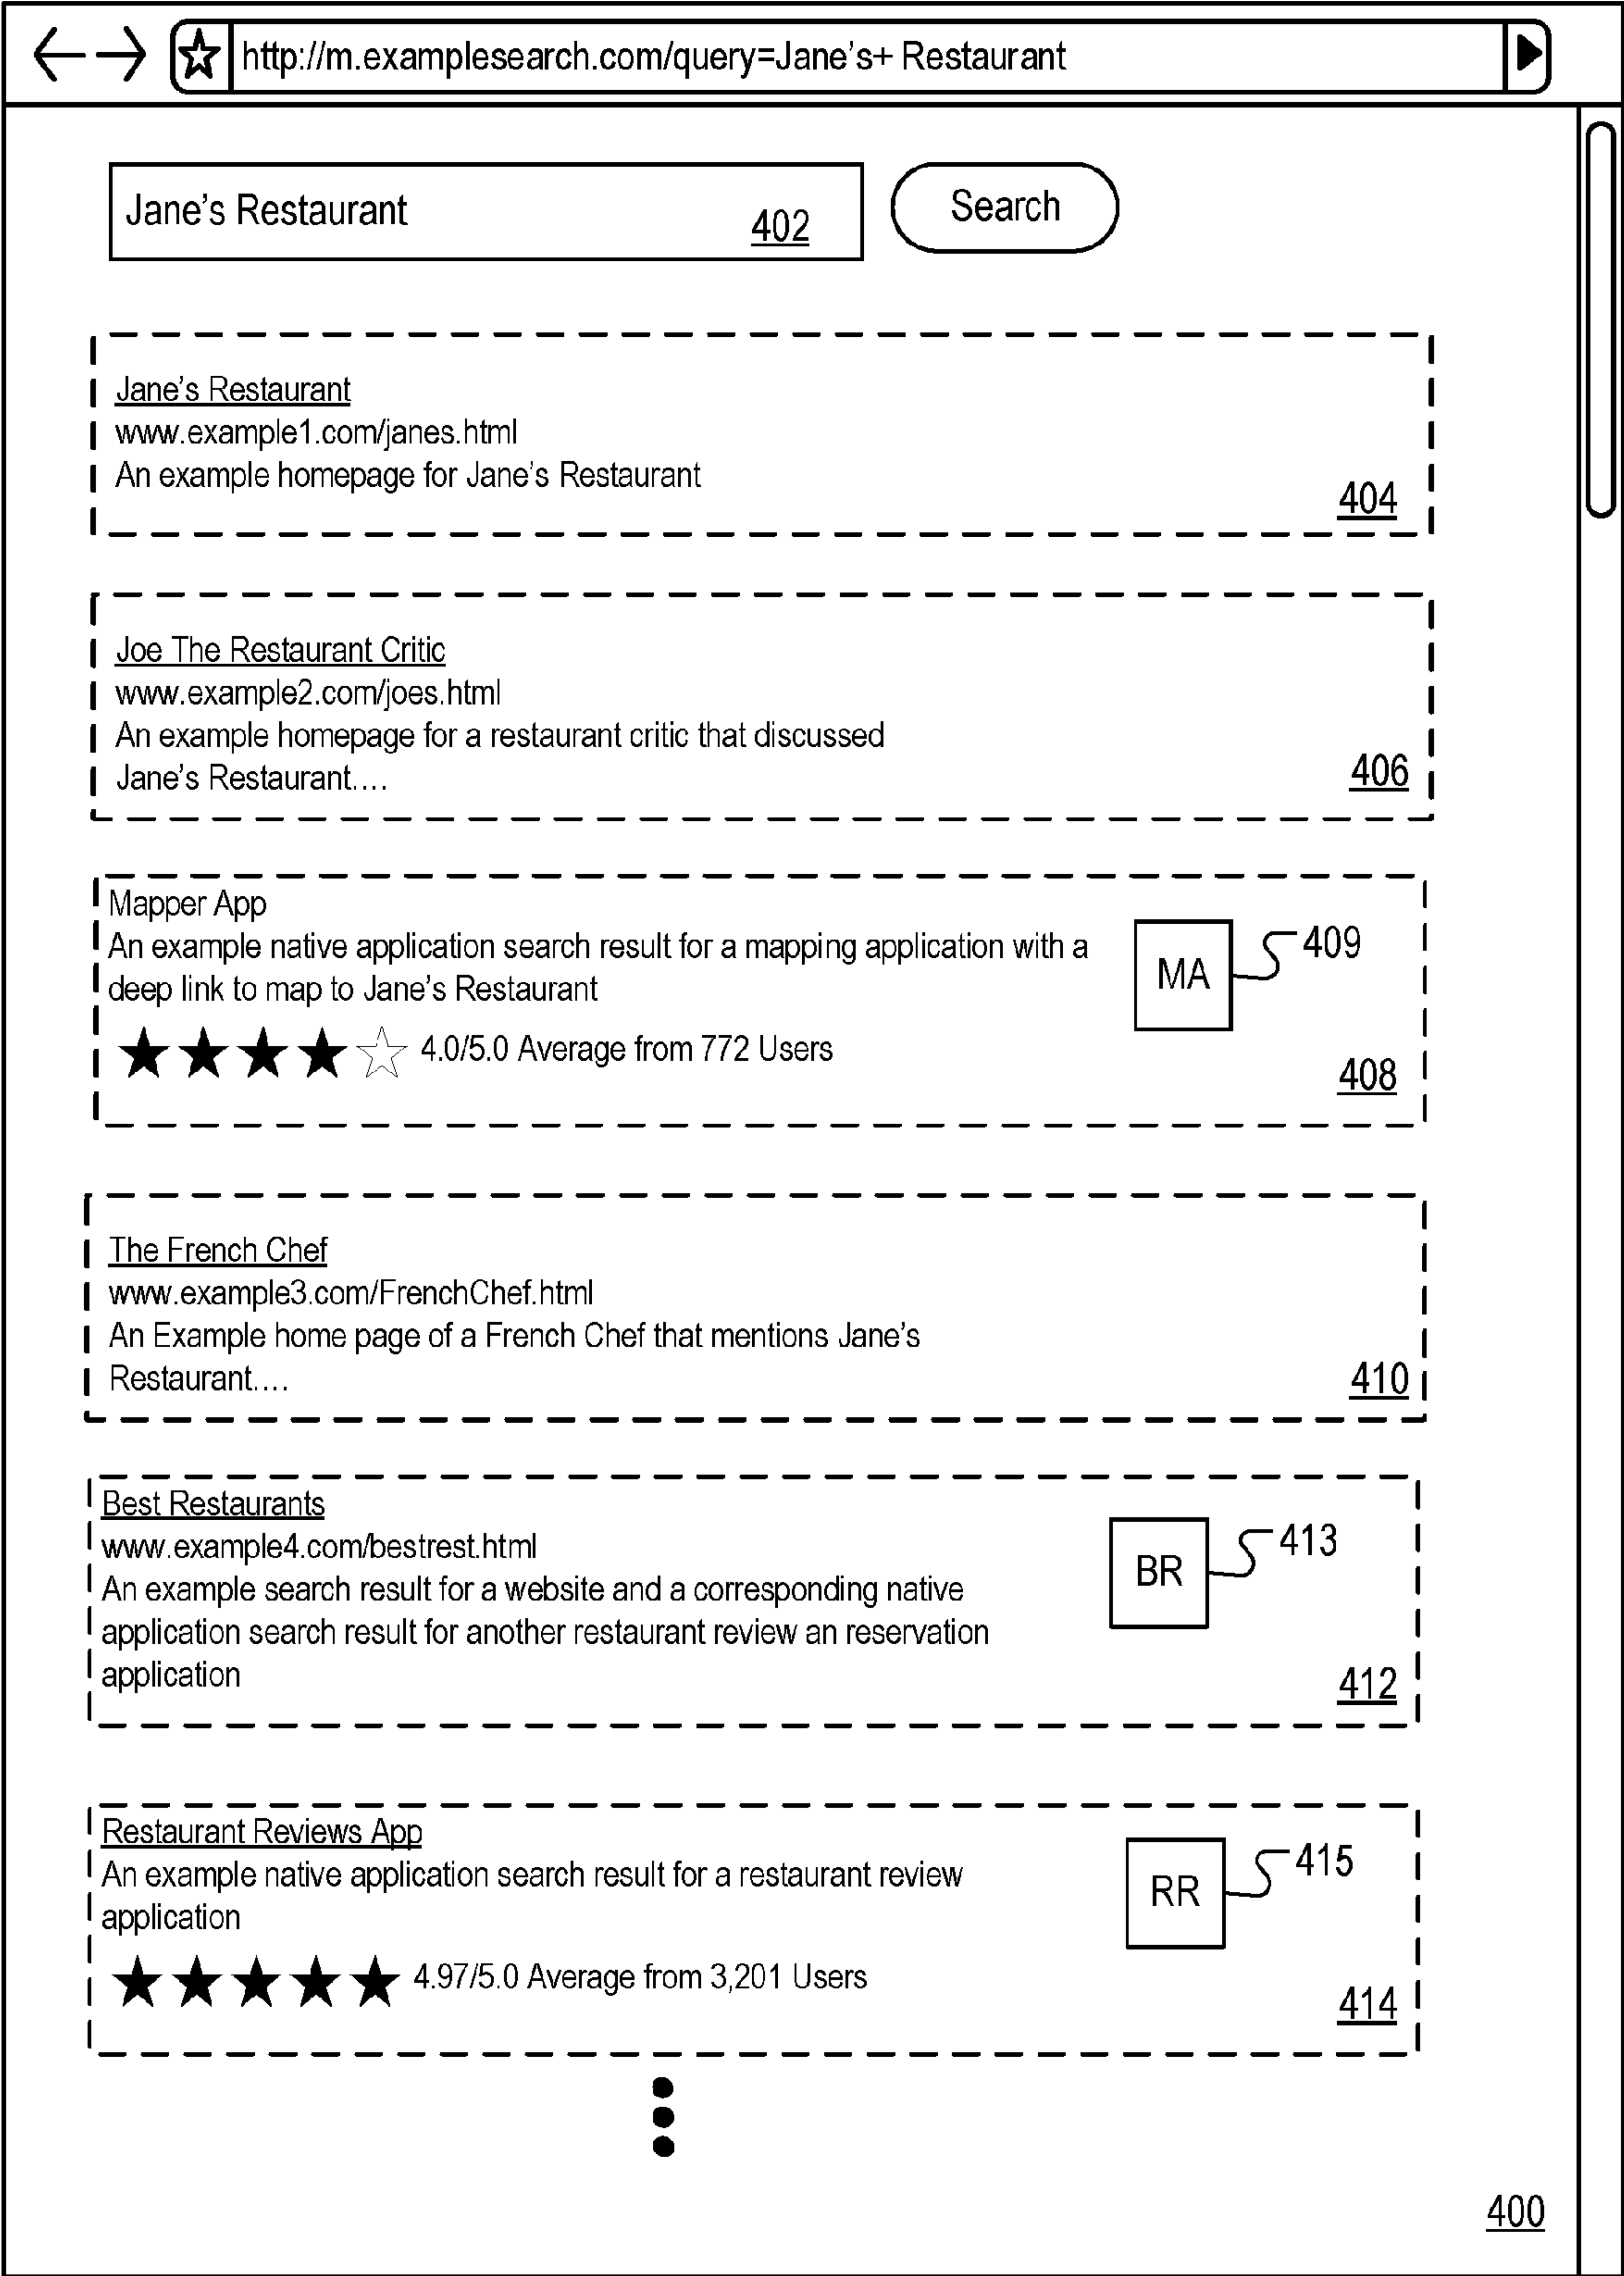 http://m.examplesearch.com/query=Jane's+ Restaurant
Jane's Restaurant
402
Search
Jane's Restaurant
www.example1.com/janes.html
An example homepage for Jane's Restaurant
404
Joe The Restaurant Critic
www.example2.com/joes.html
An example homepage for a restaurant critic that discussed
Jane's Restaurant....
406
Mapper App
An example native application search result for a mapping application with a
deep link to map to Jane's Restaurant
4.0/5.0 Average from 772 Users
MA
409
408
The French Chef
www.example3.com/FrenchChef.html
An Example home page of a French Chef that mentions Jane's
Restaurant....
410
Best Restaurants
www.example4.com/bestrest.html
An example search result for a website and a corresponding native
application search result for another restaurant review an reservation
application
BR
413
412
Restaurant Reviews App
An example native application search result for a restaurant review
application
4.97/5.0 Average from 3,201 Users
RR
415
414
400